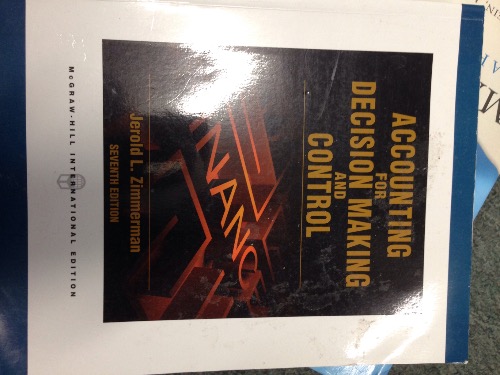 ACCOUNTING
FOR
DECISION MAKING
AND
CONTROL
Jerold L. Zimmerman
SEVENTH EDITION
McGRAW-HILL INTERNATIONAL EDITION